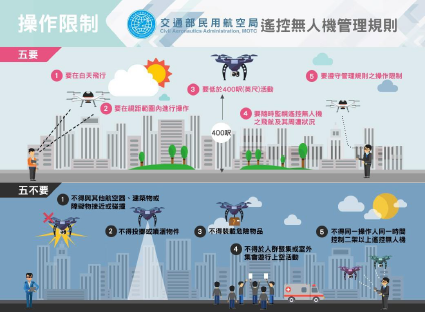 操作限制
交通部民用航空局
Civil Aeronautics Administration, MOTC
遙控無人機管理規則
五要
1 要在白天飛行
2 要在視距範圍內進行操作
3 要低於400呎(英尺)活動
400呎
4 要隨時監視遙控無人機
之飛航及其周遭狀況
5 要遵守管理規則之操作限制
五不要
1 不得與其他航空器、建築物或
障礙物接近或碰撞
2 不得投擲或噴灑物件
3 不得裝載危險物品
4 不得於人群聚集或室外
集會遊行上空活動
5 不得同一操作人同一時間
控制二架以上遙控無人機